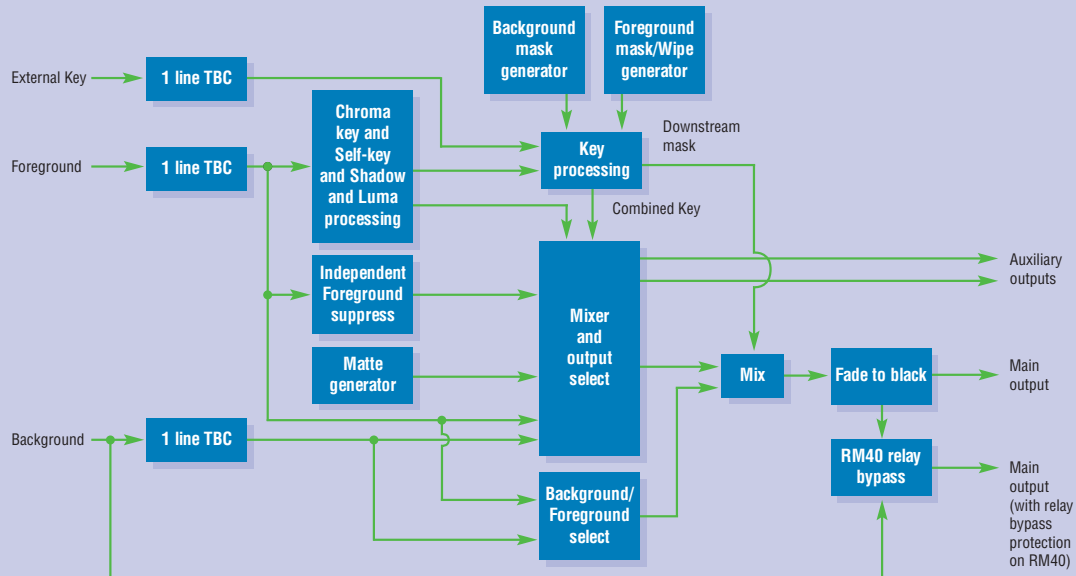 Background
mask
generator
Foreground
mask/Wipe
generator
External Key
1 line TBC
Chroma
key and
Self-key
and Shadow
and Luma
processing
Downstream
mask
Key
processing
Foreground
1 line TBC
Combined Key
Independent
Foreground
suppress
Mixer
and
output
select
Auxiliary
outputs
Matte
generator
Mix
Fade to black
Main
output
Background
1 line TBC
RM40 relay
bypass
Main
output
(with relay
bypass
protection
on RM40)
Background/
Foreground
select